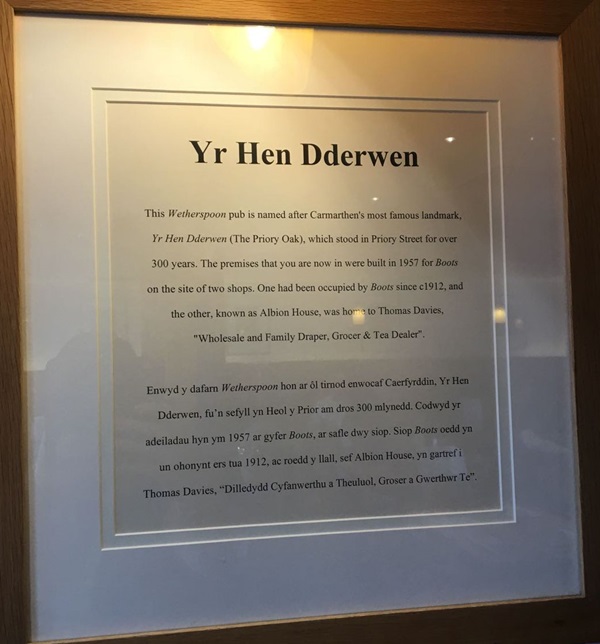 Yr Hen Dderwen
This Wetherspoon pub is named after Carmarthen's most famous landmark,
Yr Hen Dderwen (The Priory Oak), which stood in Priory Street for over
300 years. The premises that you are now in were built in 1957 for Boots
on the site of two shops. One had been occupied by Boots since c1912, and
the other, known as Albion House, was home to Thomas Davies,
"Wholesale and Family Draper, Grocer & Tea Dealer".
Enwyd y dafarn Wetherspoon hon ar ôl tirnod enwocaf Caerfyrddin, Yr Hen
Dderwen, fu'n sefyll yn Heol y Prior am dros 300 mlynedd. Codwyd yr
adeiladau hyn ym 1957 ar gyfer Boots, ar safle dwy siop. Siop Boots oedd yn
un ohonynt ers tua 1912, ac roedd y llall, sef Albion House, yn gartref i
Thomas Davies, “Dilledydd Cyfanwerthu a Theuluol, Groser a Gwerthwr Te”.